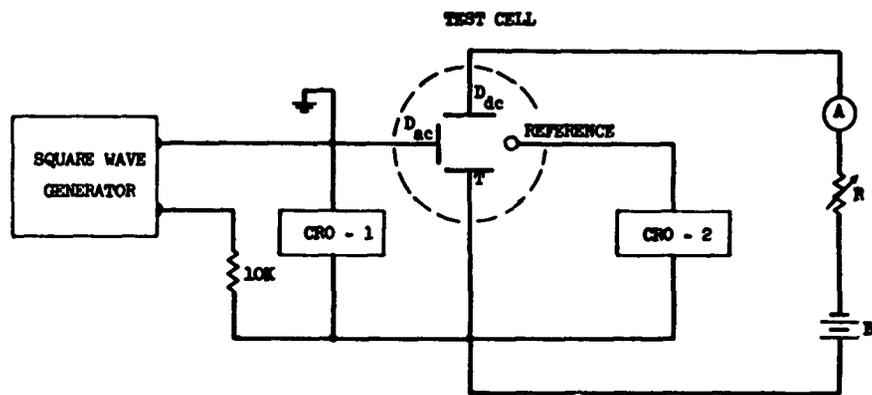 TEST CELL
D dc
D ac
REFERENCE
A
SQUARE WAVE
GENERATOR
T
R
CRO - 1
CRO - 2
10K
B